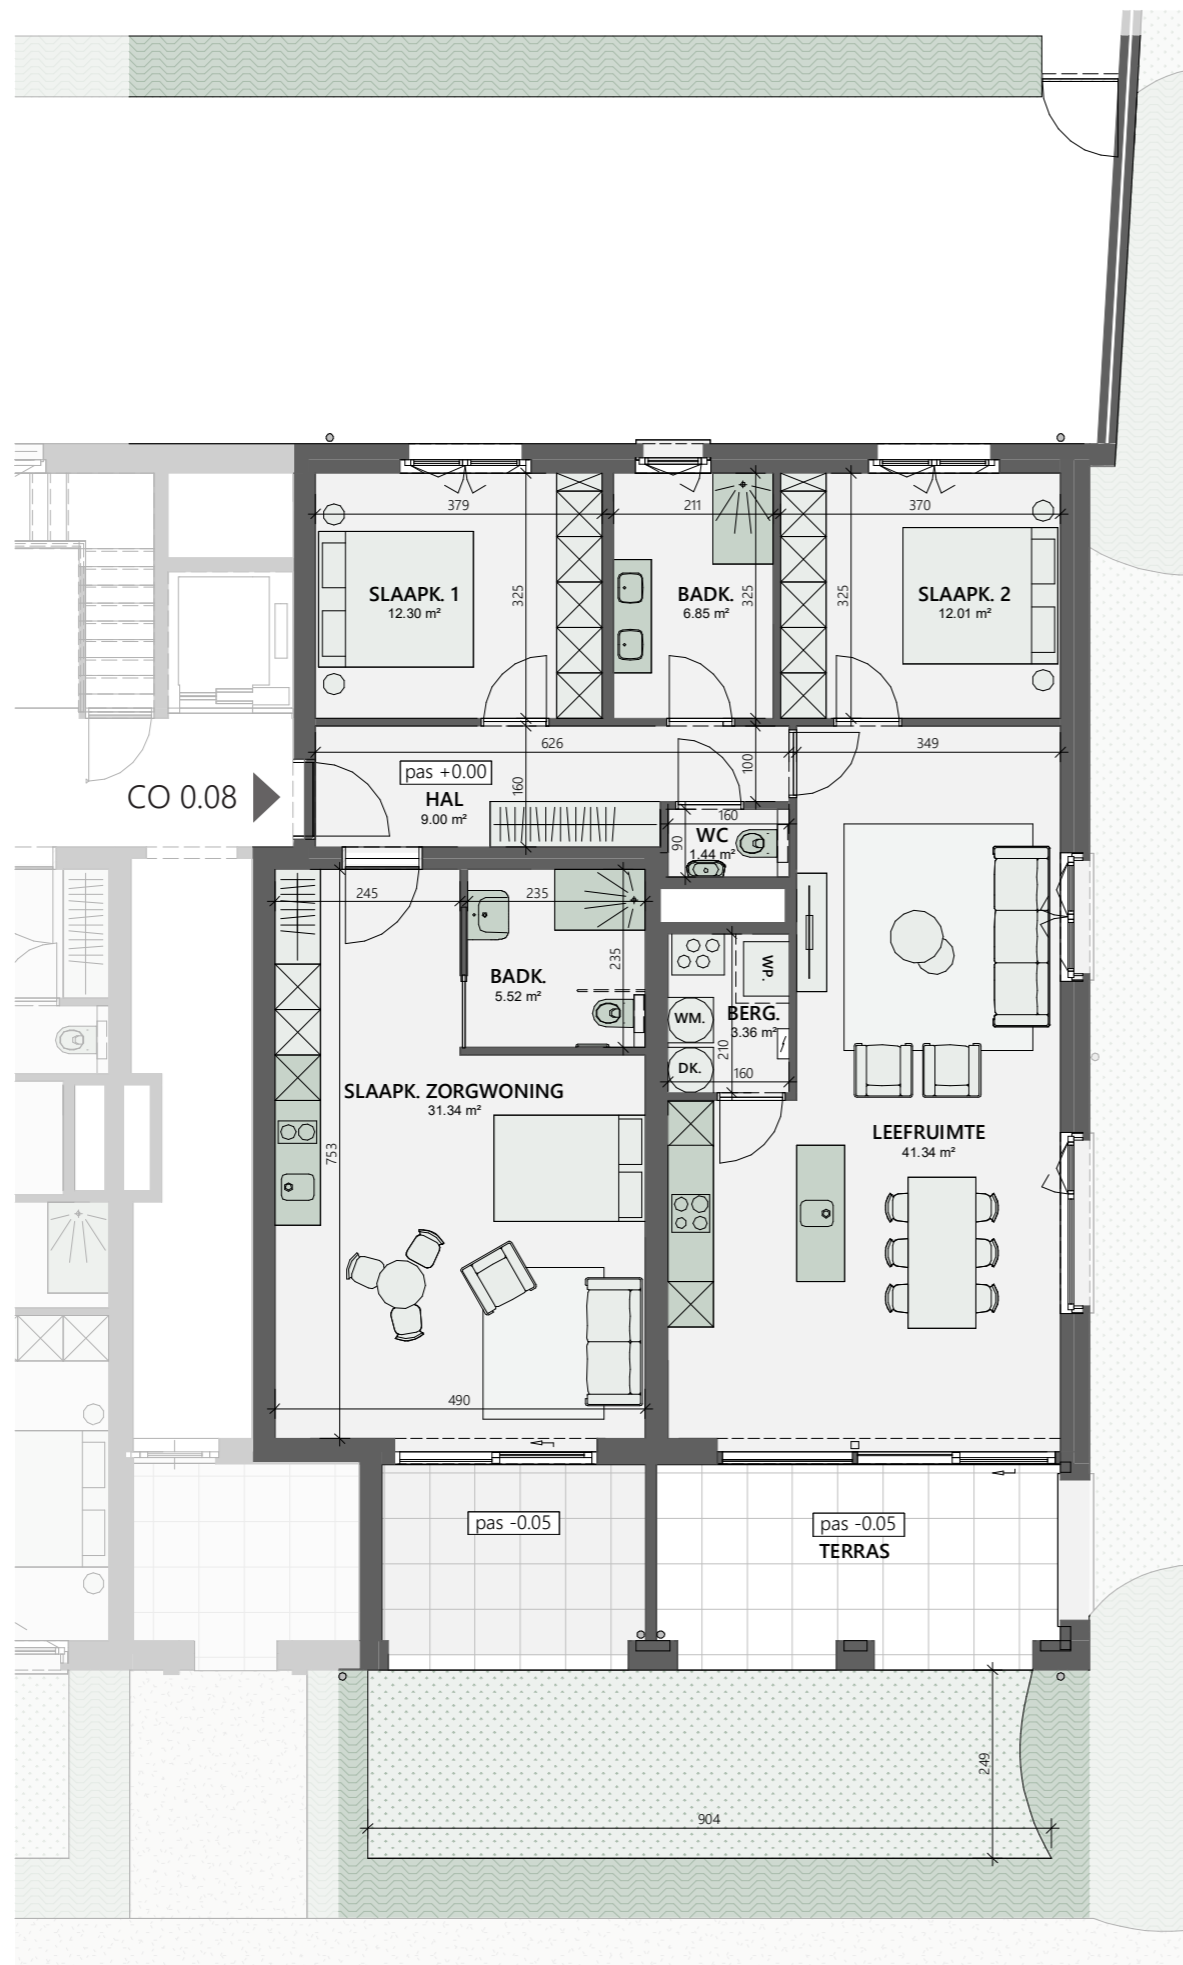 379
211
370
SLAAPK. 1
12.30 m²
325
BADK.
6.85 m²
325
325
SLAAPK. 2
12.01 m²
626
349
pas +0.00
160
100
CO 0.08
HAL
9.00 m²
160
WC
1.44 m²
90
245
235
235
BADK.
5.52 m²
WP.
WM.
BERG.
3.36 m²
210
DK.
160
SLAAPK. ZORGWONING
31.34 m²
753
LEEFRUIMTE
41.34 m²
490
pas -0.05
pas -0.05
TERRAS
249
904